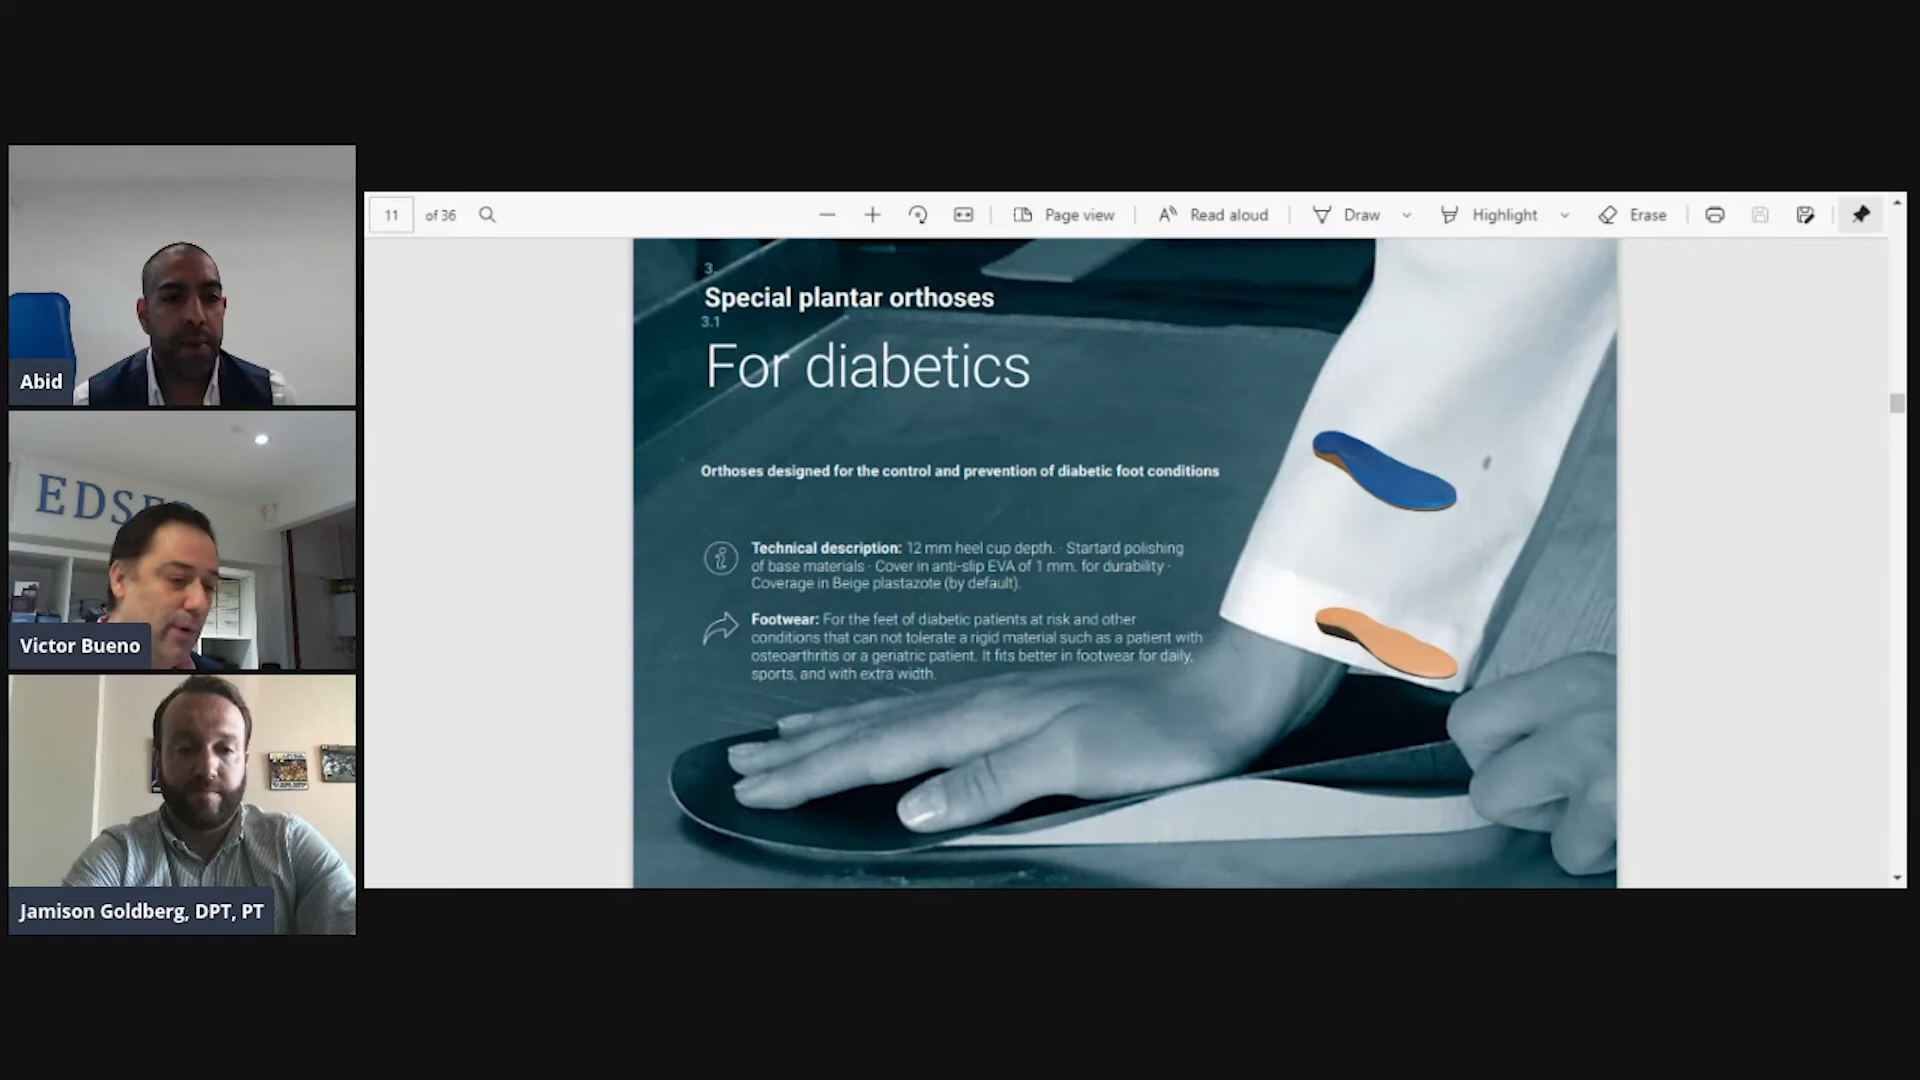 11 of 36 Page view Read aloud Draw Highlight Erase
3.
Special plantar orthoses
3.1
For diabetics
Orthoses designed for the control and prevention of diabetic foot conditions
Technical description: 12 mm heel cup depth. · Startard polishing
of base materials · Cover in anti-slip EVA of 1 mm. for durability ·
Coverage in Beige plastazote (by default).
Footwear: For the feet of diabetic patients at risk and other
conditions that can not tolerate a rigid material such as a patient with
osteoarthritis or a geriatric patient. It fits better in footwear for daily,
sports, and with extra width.
Abid
Victor Bueno
Jamison Goldberg, DPT, PT